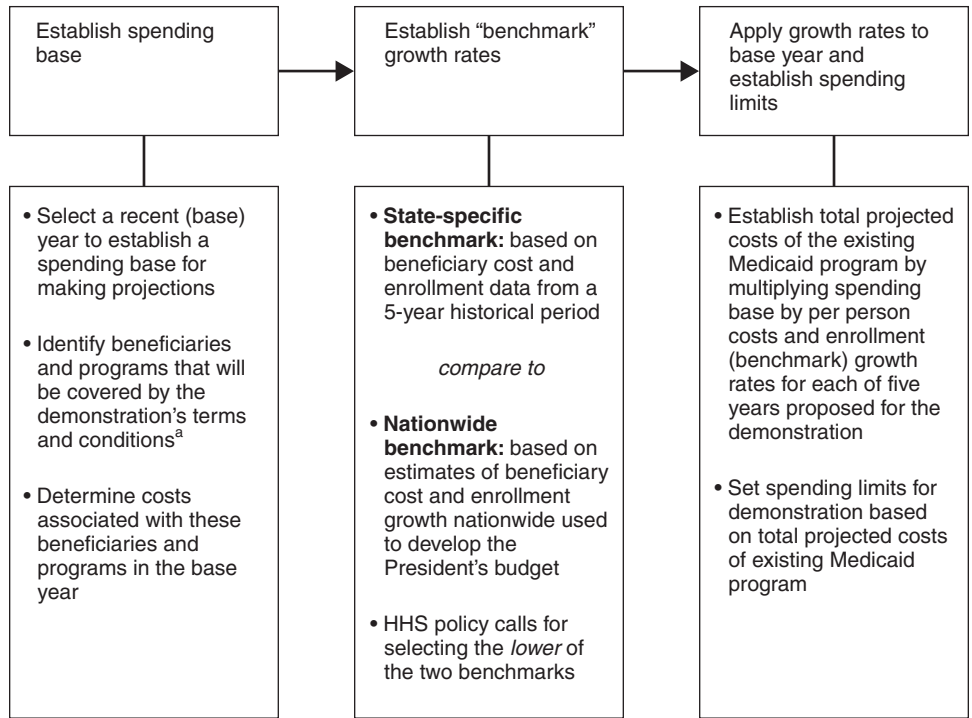 Establish spending
base
Establish “benchmark”
growth rates
Apply growth rates to
base year and
establish spending
limits
• Select a recent (base)
year to establish a
spending base for
making projections
• Identify beneficiaries
and programs that will
be covered by the
demonstration’s terms
and conditionsª
• Determine costs
associated with these
beneficiaries and
programs in the base
year
• State-specific
benchmark: based on
beneficiary cost and
enrollment data from a
5-year historical period
compare to
• Nationwide
benchmark: based on
estimates of beneficiary
cost and enrollment
growth nationwide used
to develop the
President’s budget
• HHS policy calls for
selecting the lower of
the two benchmarks
• Establish total projected
costs of the existing
Medicaid program by
multiplying spending
base by per person
costs and enrollment
(benchmark) growth
rates for each of five
years proposed for the
demonstration
• Set spending limits for
demonstration based
on total projected costs
of existing Medicaid
program